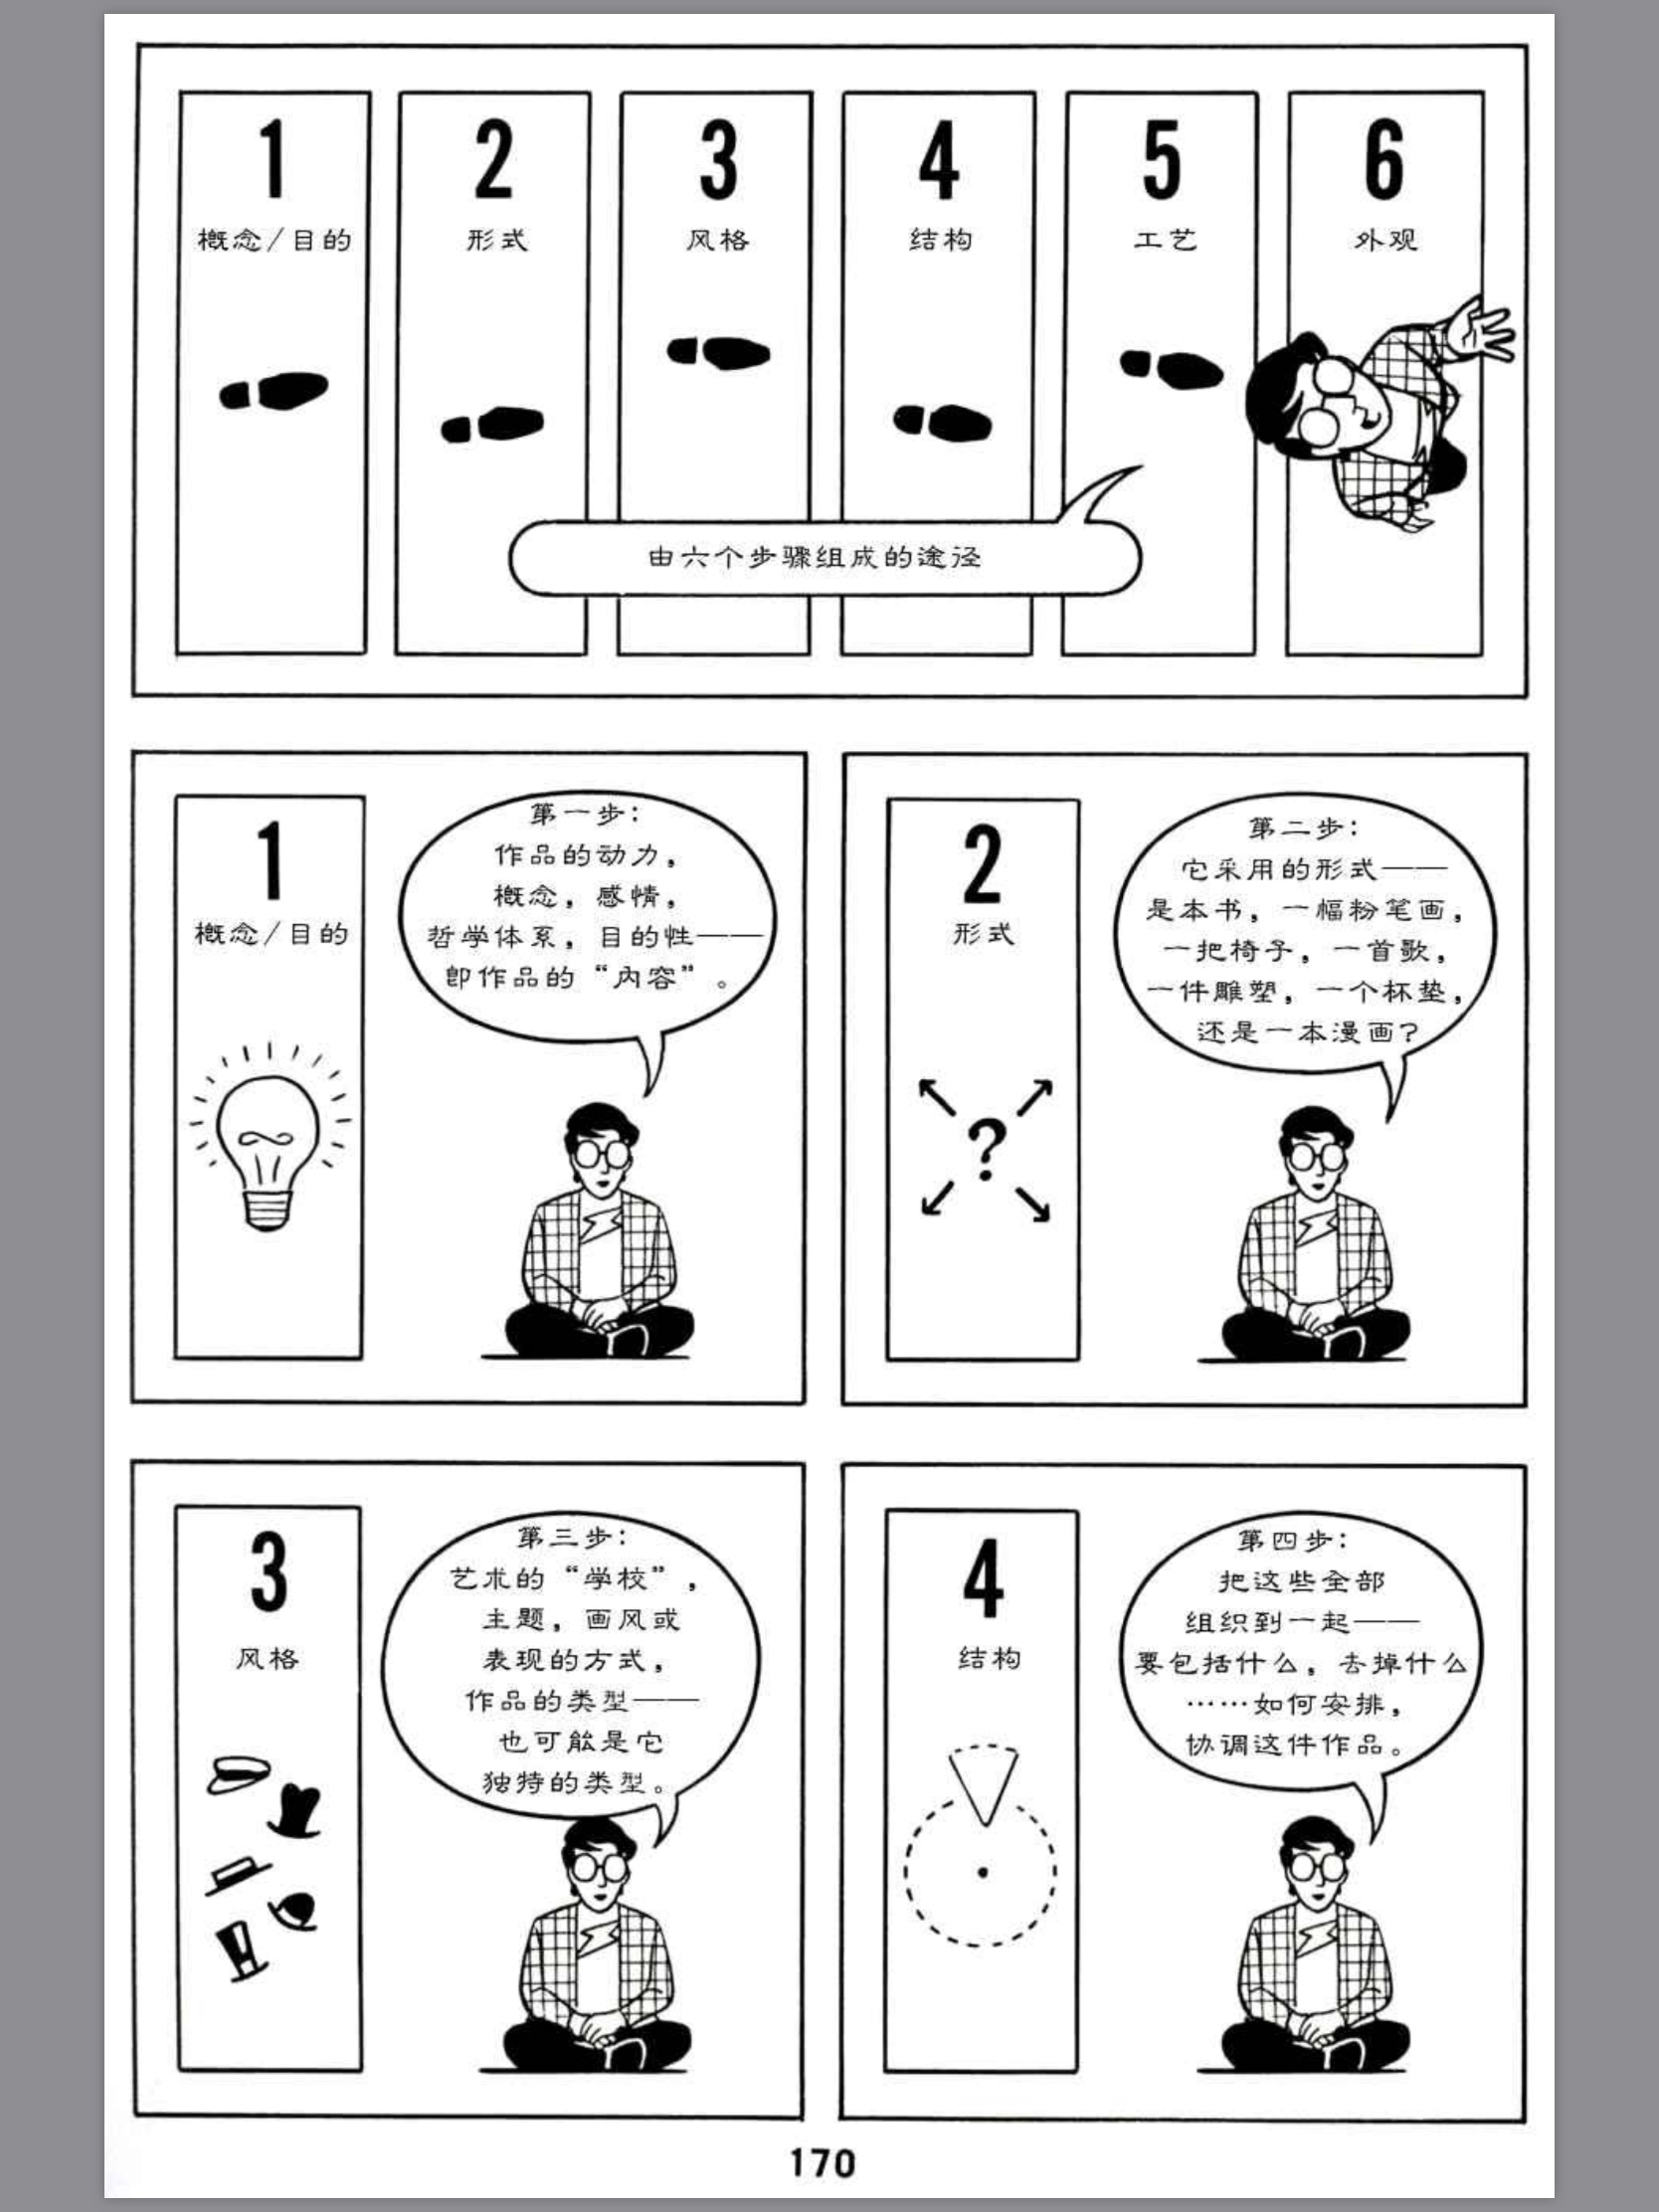 1
概念/目的
2
形式
3
风格
4
结构
5
工艺
6
外观
由六个步骤组成的途径
1
概念/目的
第一步：
作品的动力，
概念，感情，
哲学体系，目的性——
即作品的“内容”。
2
形式
第二步：
它采用的形式——
是本书，一幅粉笔画，
一把椅子，一首歌，
一件雕塑，一个杯垫，
还是一本漫画？
3
风格
第三步：
艺术的“学校”，
主题，画风或
表现的方式，
作品的类型——
也可能是它
独特的类型。
4
结构
第四步：
把这些全部
组织到一起——
要包括什么，去掉什么
……如何安排，
协调这件作品。
170